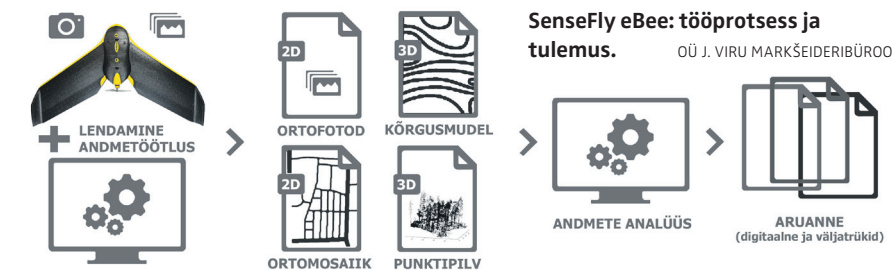 SenseFly eBee: tööprotsess ja
tulemus. OÜ J. VIRU MARKŠEIDERIBÜROO
LENDAMINE
ANDMETÖÖTLUS
2D
ORTOFOTOD
3D
KÕRGUSMUDEL
2D
ORTOMOSAIIK
3D
PUNKTIPILV
ANDMETE ANALÜÜS
ARUANNE
(digitaalne ja väljatrükid)